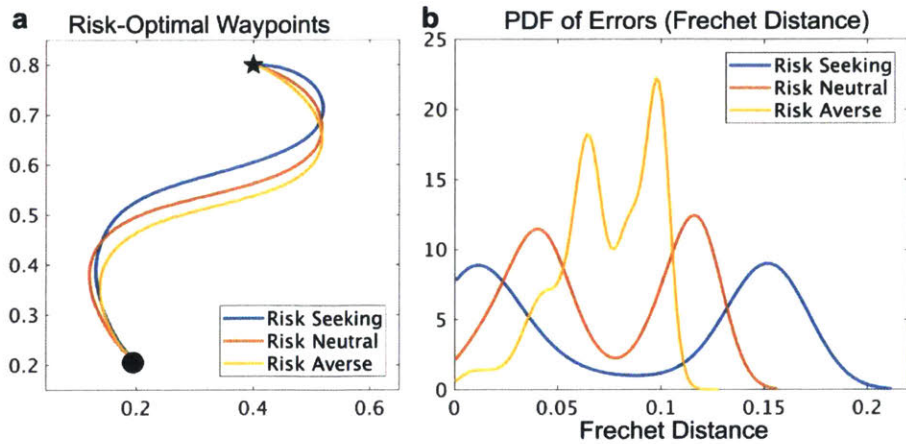 a
Risk-Optimal Waypoints
0.8
0.7
0.6
0.5
0.4
0.3
0.2
0.2
0.4
0.6
Risk Seeking
Risk Neutral
Risk Averse
b
PDF of Errors (Frechet Distance)
25
20
15
10
5
0
0
0.05
0.1
0.15
0.2
Risk Seeking
Risk Neutral
Risk Averse
Frechet Distance